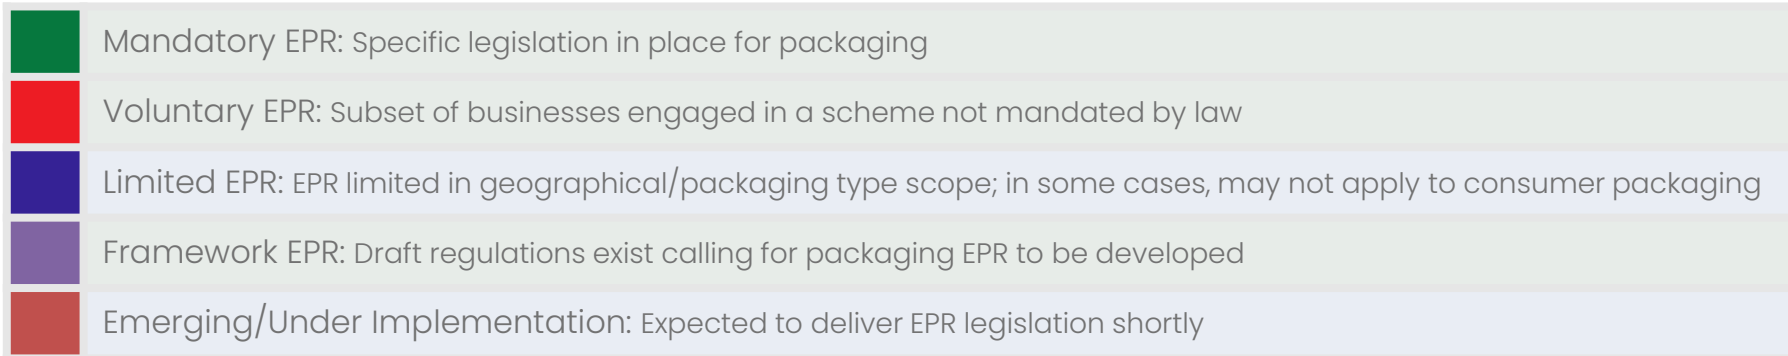 Mandatory EPR: Specific legislation in place for packaging
Voluntary EPR: Subset of businesses engaged in a scheme not mandated by law
Limited EPR: EPR limited in geographical/packaging type scope; in some cases, may not apply to consumer packaging
Framework EPR: Draft regulations exist calling for packaging EPR to be developed
Emerging/Under Implementation: Expected to deliver EPR legislation shortly